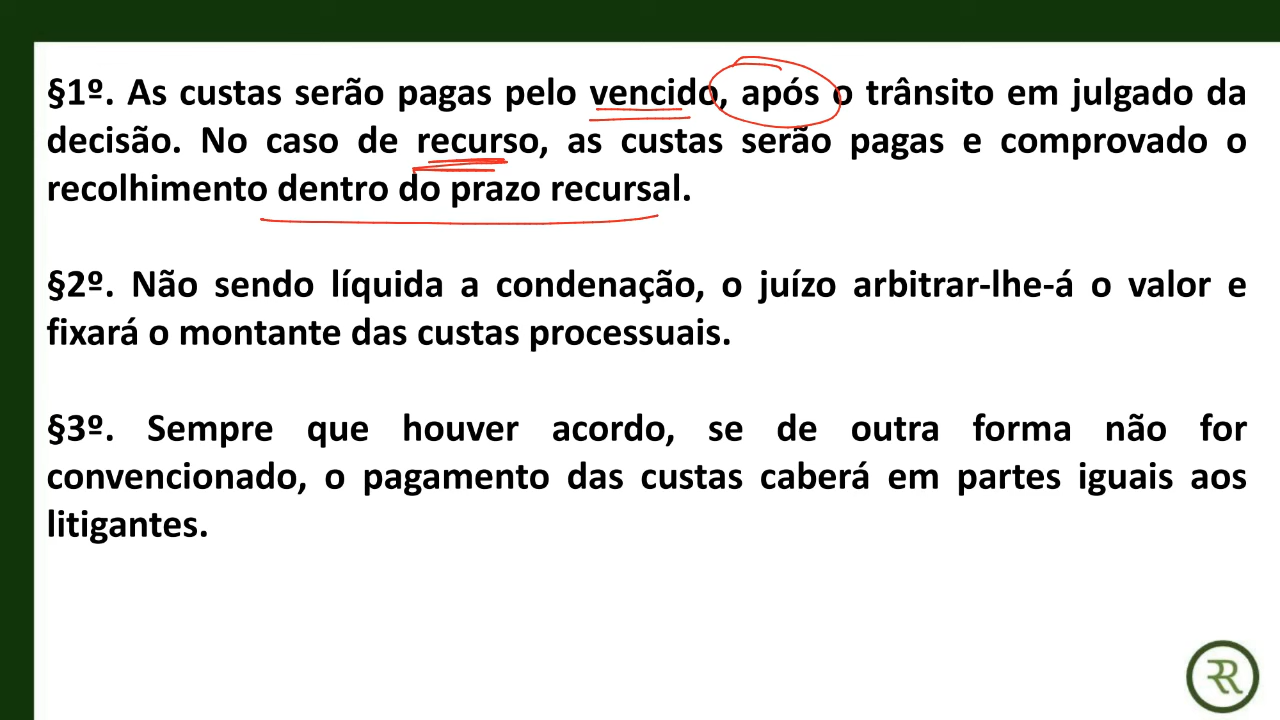 §1º. As custas serão pagas pelo vencido, após o trânsito em julgado da
decisão. No caso de recurso, as custas serão pagas e comprovado o
recolhimento dentro do prazo recursal.
§2º. Não sendo líquida a condenação, o juízo arbitrar-lhe-á o valor e
fixará o montante das custas processuais.
§3º. Sempre que houver acordo, se de outra forma não for
convencionado, o pagamento das custas caberá em partes iguais aos
litigantes.